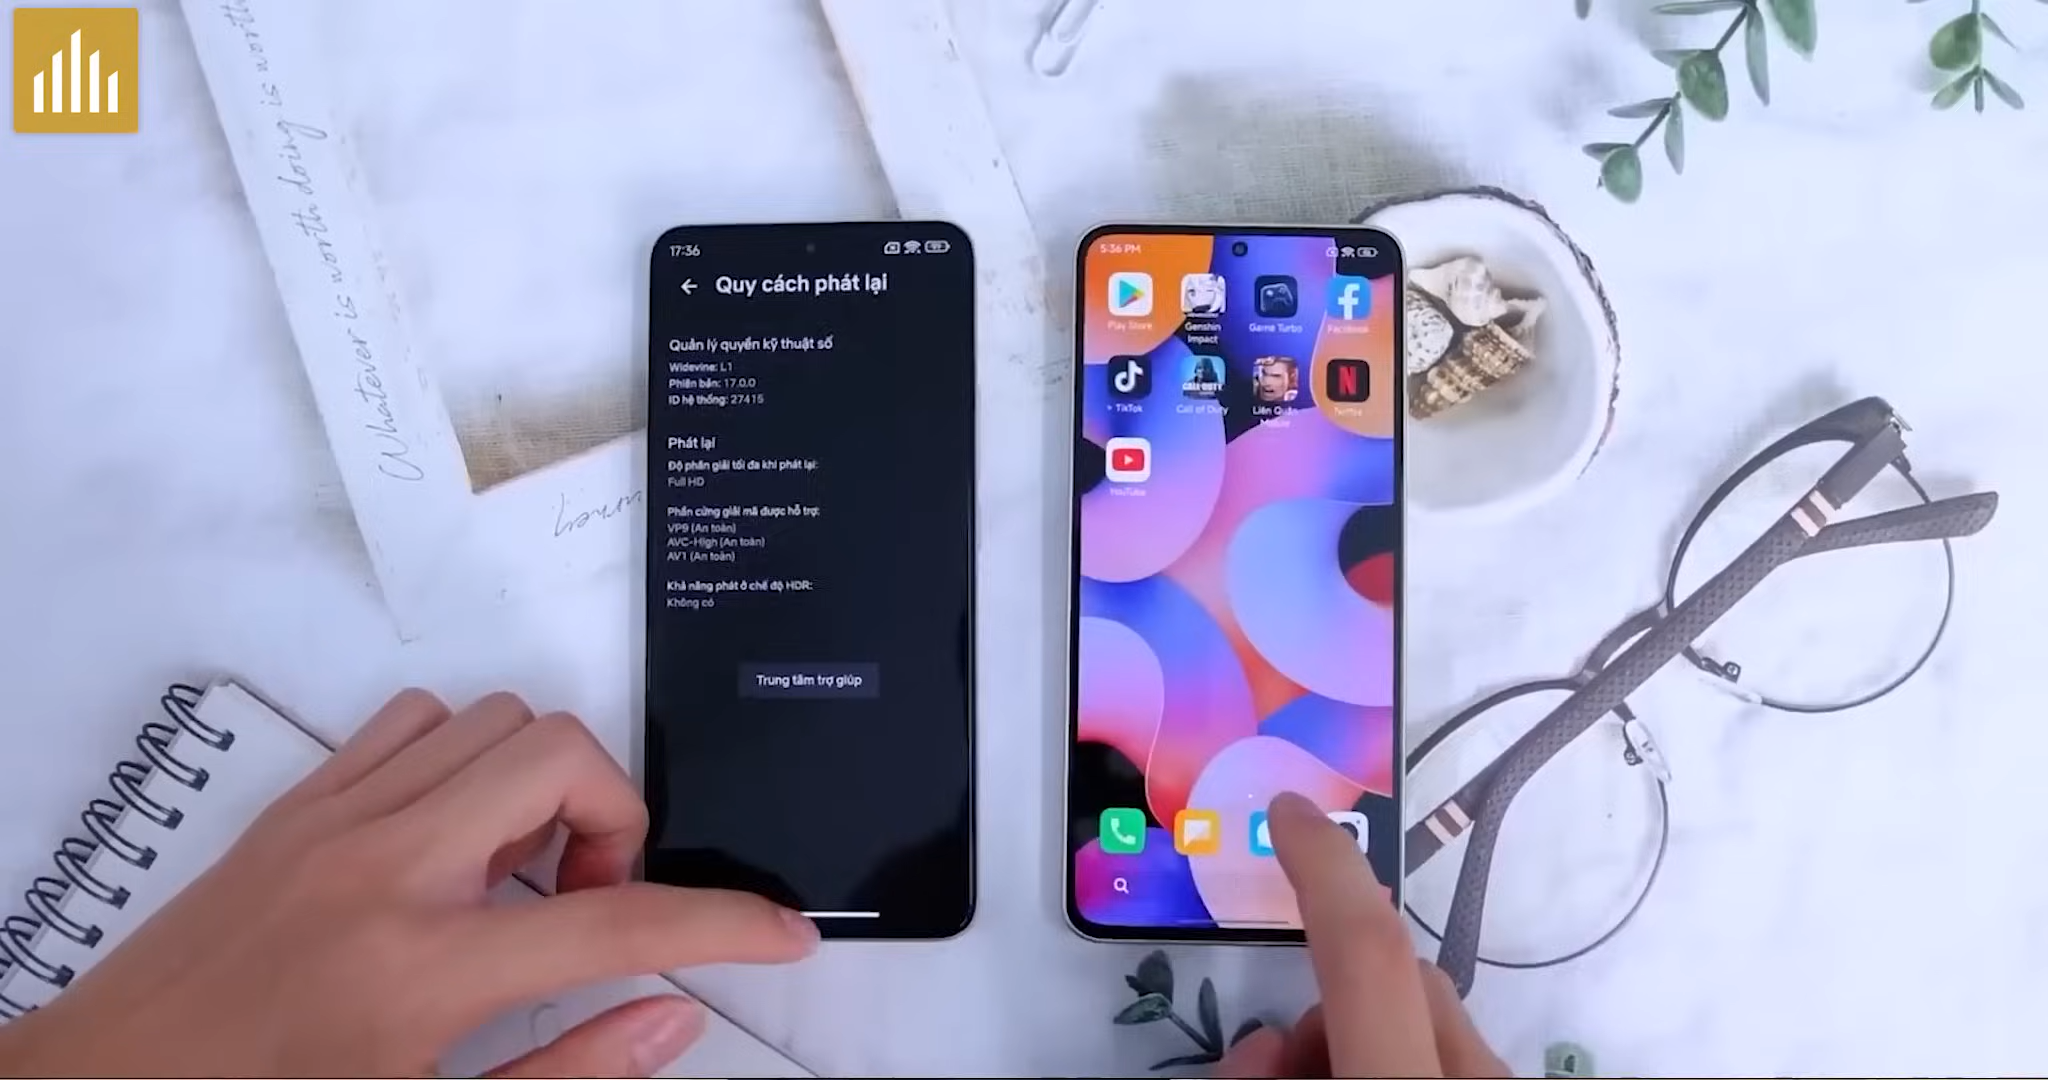 Whatever is worth doing is worth
17:36
Quy cách phát lại
Quản lý quyền kỹ thuật số
Widevine: L1
Phiên bản: 17.0.0
ID hệ thống: 27415
Phát lại
Độ phân giải tối đa khi phát lại:
Full HD
Phần cứng giải mã được hỗ trợ:
VP9 (An toàn)
AVC-High (An toàn)
AV1 (An toàn)
Khả năng phát ở chế độ HDR:
Không có
Trung tâm trợ giúp
5:36 PM
Play Store
Genshin
Impact
Game Turbo
Facebook
TikTok
CALL OF DUTY
Call of Duty
Liên Quân
Mobile
Netflix
YouTube